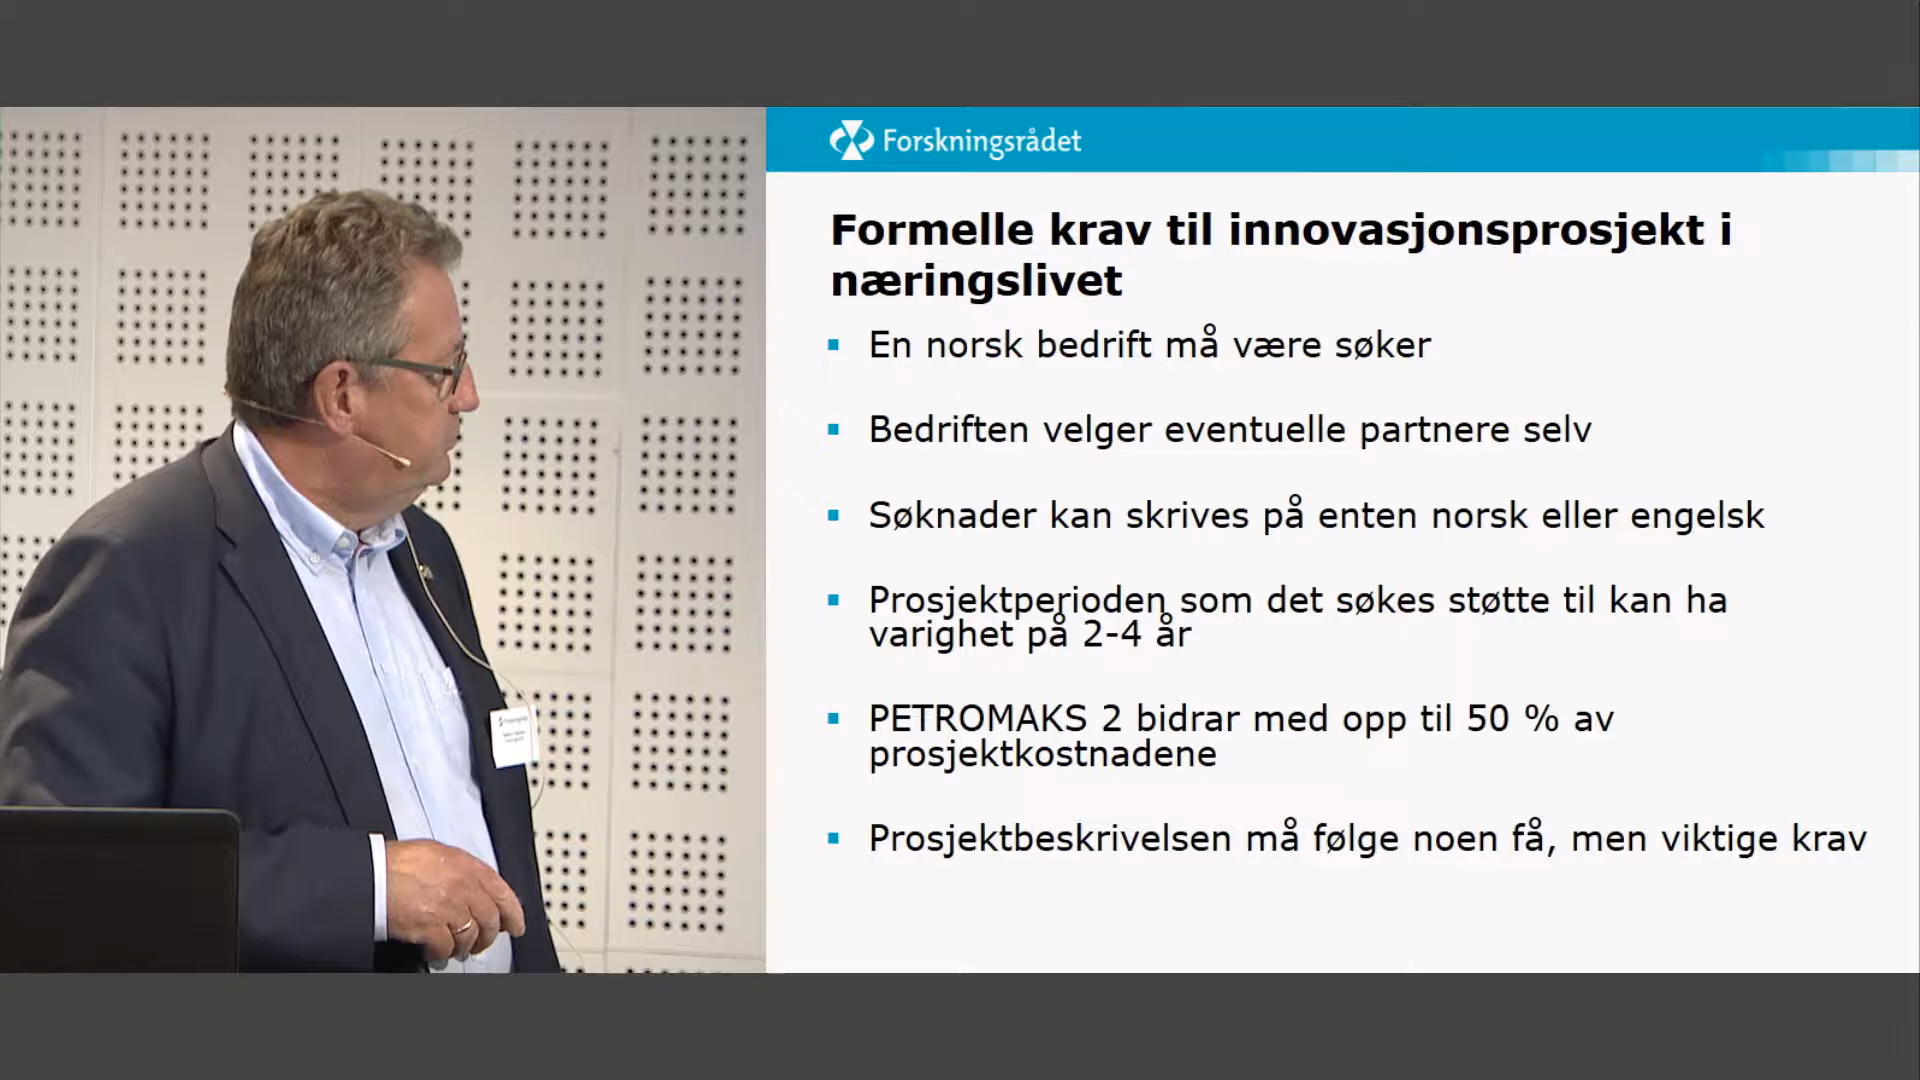 Forskningsrådet
Formelle krav til innovasjonsprosjekt i
næringslivet
▪ En norsk bedrift må være søker
▪ Bedriften velger eventuelle partnere selv
▪ Søknader kan skrives på enten norsk eller engelsk
▪ Prosjektperioden som det søkes støtte til kan ha
varighet på 2-4 år
▪ PETROMAKS 2 bidrar med opp til 50 % av
prosjektkostnadene
▪ Prosjektbeskrivelsen må følge noen få, men viktige krav